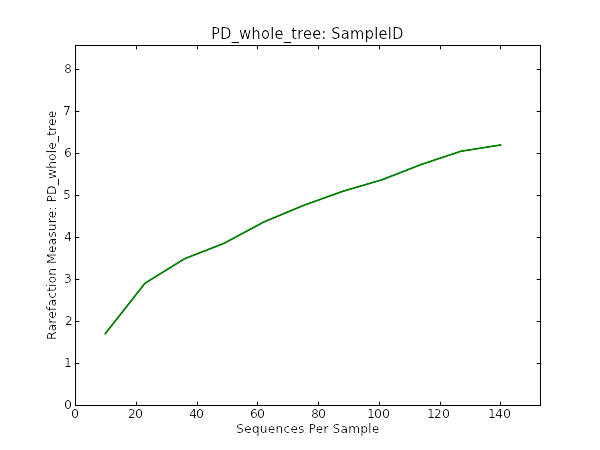 PD_whole_tree: SampleID
8
7
6
5
4
3
2
1
0
Rarefaction Measure: PD_whole_tree
0 20 40 60 80 100 120 140
Sequences Per Sample